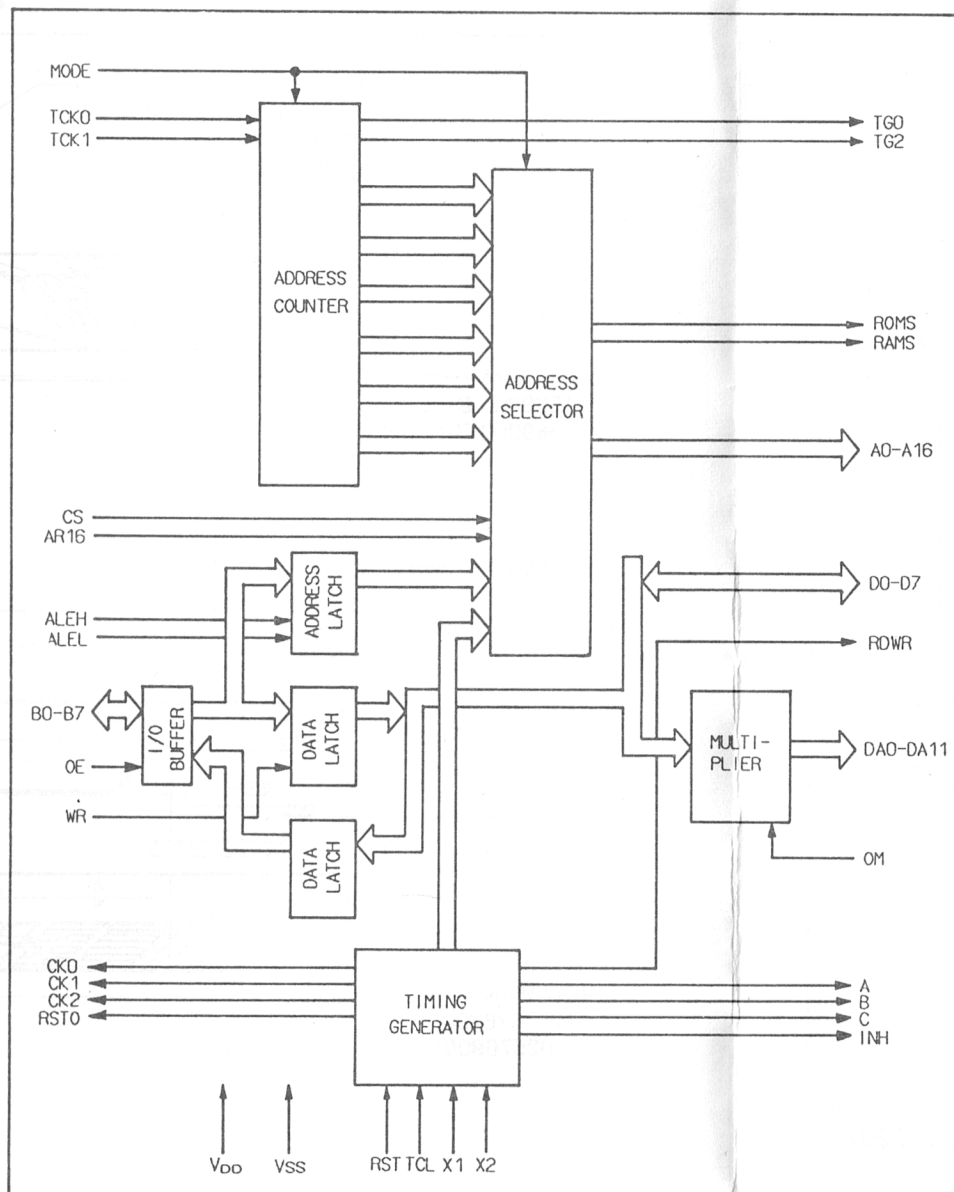 MODE
TCK0
TCK1
TG0
TG2
ADDRESS
COUNTER
ROMS
RAMS
ADDRESS
SELECTOR
A0-A16
CS
AR16
ADDRESS
LATCH
D0-D7
ALEH
ALEL
RDWR
B0-B7
I/O
BUFFER
DATA
LATCH
MULTI-
PLIER
DA0-DA11
OE
WR
DATA
LATCH
OM
CK0
CK1
CK2
RST0
TIMING
GENERATOR
A
B
C
INH
VDD
VSS
RST
TCL
X1
X2